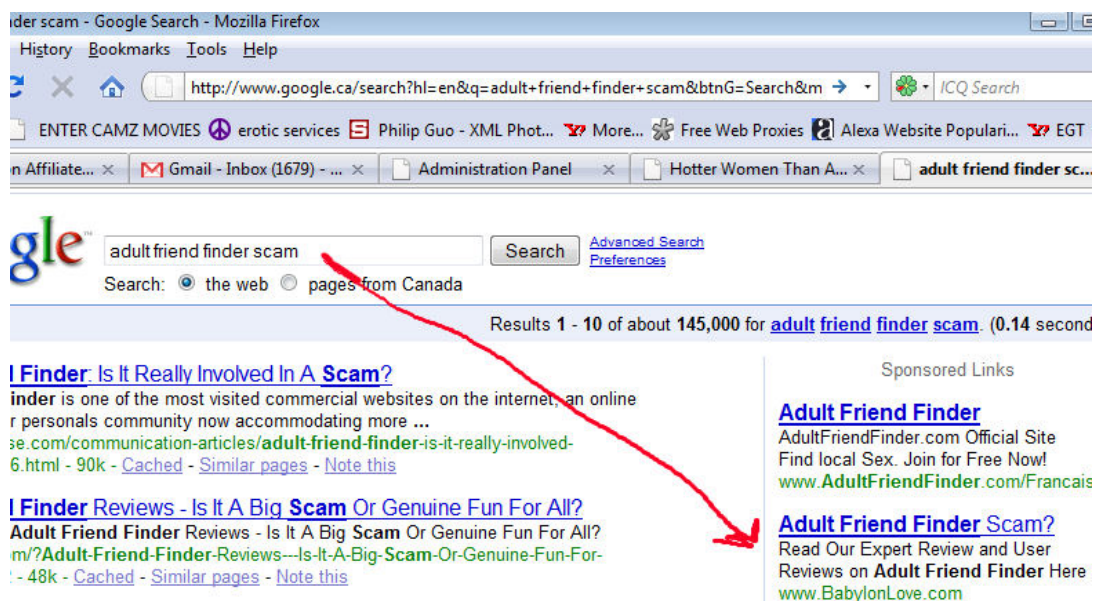 nder scam - Google Search - Mozilla Firefox
History Bookmarks Tools Help
http://www.google.ca/search?hl=en&q=adult+friend+finder+scam&btnG=Search&m
ICQ Search
ENTER CAMZ MOVIES erotic services Philip Guo - XML Phot... More... Free Web Proxies Alexa Website Populari... EGT
n Affiliate... Gmail - Inbox (1679) - ... Administration Panel Hotter Women Than A... adult friend finder sc...
gle™
adult friend finder scam Search Advanced Search
Preferences
Search: the web pages from Canada
Results 1 - 10 of about 145,000 for adult friend finder scam. (0.14 second
l Finder: Is It Really Involved In A Scam?
inder is one of the most visited commercial websites on the internet, an online
r personals community now accommodating more ...
se.com/communication-articles/adult-friend-finder-is-it-really-involved-
6.html - 90k - Cached - Similar pages - Note this
l Finder Reviews - Is It A Big Scam Or Genuine Fun For All?
Adult Friend Finder Reviews - Is It A Big Scam Or Genuine Fun For All?
m/?Adult-Friend-Finder-Reviews---Is-It-A-Big-Scam-Or-Genuine-Fun-For-
- 48k - Cached - Similar pages - Note this
Sponsored Links
Adult Friend Finder
AdultFriendFinder.com Official Site
Find local Sex. Join for Free Now!
www.AdultFriendFinder.com/Francais
Adult Friend Finder Scam?
Read Our Expert Review and User
Reviews on Adult Friend Finder Here
www.BabylonLove.com